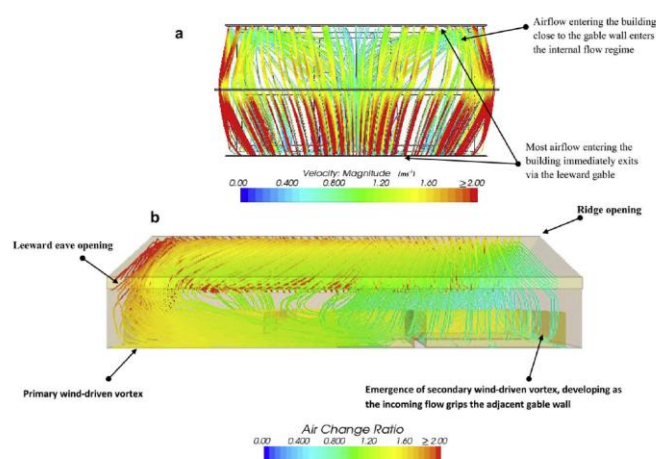 a
Airflow entering the building
close to the gable wall enters
the internal flow regime
Most airflow entering the
building immediately exits
via the leeward gable
Velocity: Magnitude (ms⁻¹)
0.00 0.400 0.800 1.20 1.60 ≥2.00
b
Ridge opening
Leeward eave opening
Primary wind-driven vortex
Emergence of secondary wind-driven vortex, developing as
the incoming flow grips the adjacent gable wall
Air Change Ratio
0.00 0.400 0.800 1.20 1.60 ≥2.00